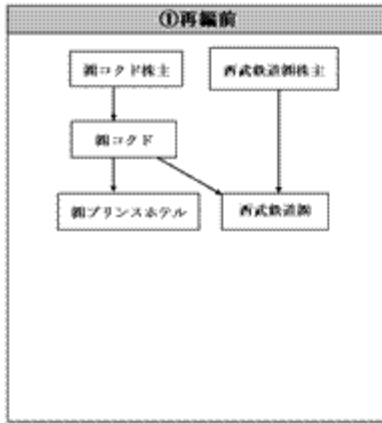 ①再編前
㈱コクド株主
西武鉄道㈱株主
㈱コクド
㈱プリンスホテル
西武鉄道㈱